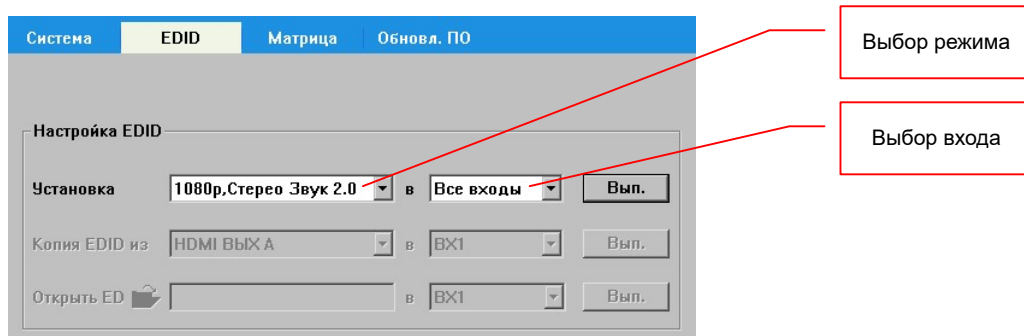 Система EDID Матрица Обновл. ПО
Выбор режима
Выбор входа
Настройка EDID
Установка 1080p,Стерео Звук 2.0 в Все входы Вып.
Копия EDID из HDMI ВЫХ A в ВХ1 Вып.
Открыть ED в ВХ1 Вып.